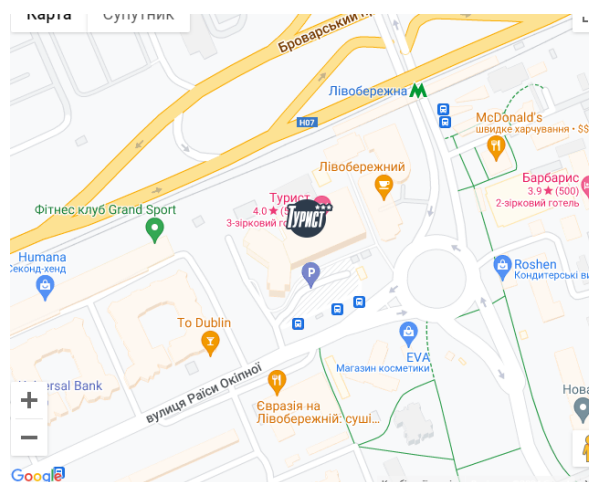 Карта
Супутник
Броварський
Лівобережна
H07
McDonald's
швидке харчування · $$
Лівобережний
Барбарис
3.9 ★ (500)
2-зірковий готель
Турист
4.0 ★
3-зірковий
ТУРИСТ
Фітнес клуб Grand Sport
Humana
Секонд-хенд
P
Roshen
Кондитерські
To Dublin
EVA
Магазин косметики
Universal Bank
вулиця Раїси Окіпної
Євразія на
Лівобережній: суші...
Нова
+
−
Google